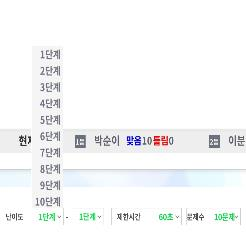 1단계
2단계
3단계
4단계
5단계
6단계
7단계
8단계
9단계
10단계
현재 1 박순이 맞음10 틀림0 2 이분
난이도 1단계 - 1단계 제한시간 60초 문제수 10문제